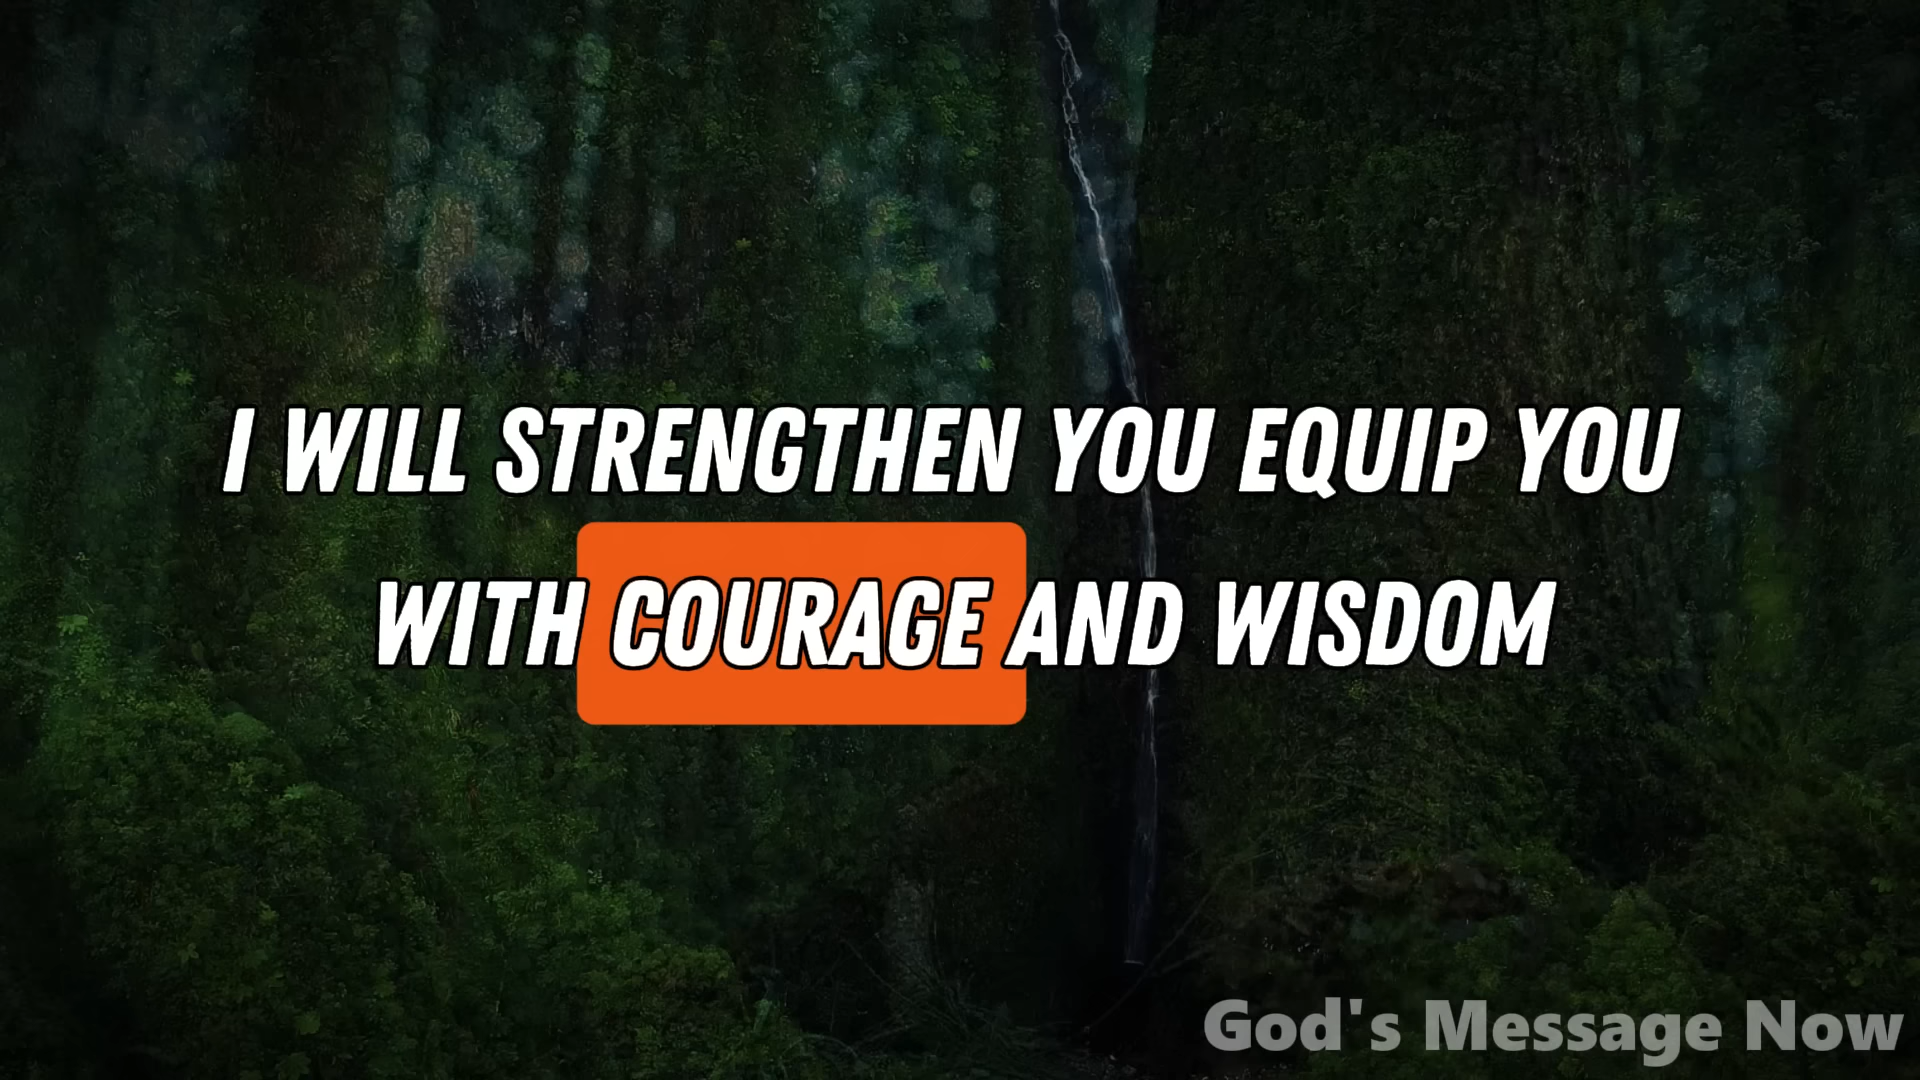 I WILL STRENGTHEN YOU EQUIP YOU
WITH COURAGE AND WISDOM
God's Message Now